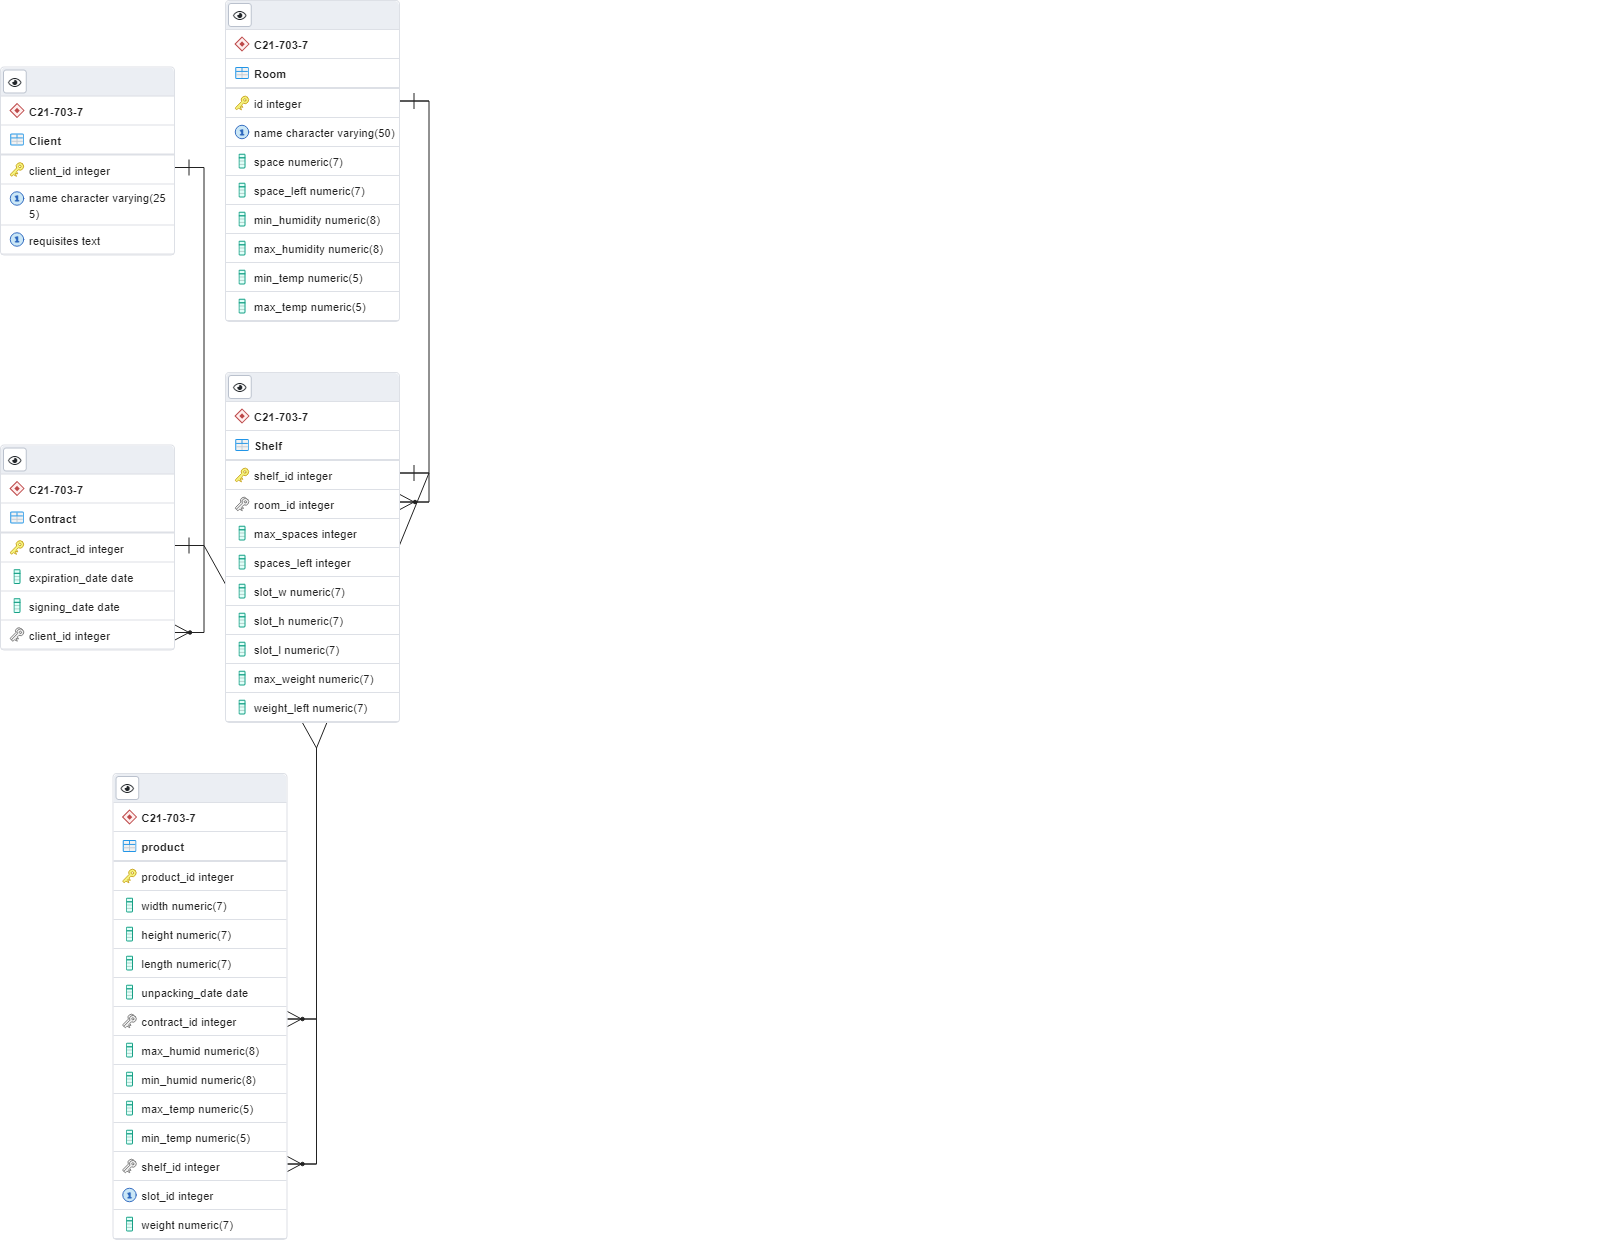 C21-703-7
Client
client_id integer
name character varying(25
5)
requisites text
C21-703-7
Room
id integer
name character varying(50)
space numeric(7)
space_left numeric(7)
min_humidity numeric(8)
max_humidity numeric(8)
min_temp numeric(5)
max_temp numeric(5)
C21-703-7
Contract
contract_id integer
expiration_date date
signing_date date
client_id integer
C21-703-7
Shelf
shelf_id integer
room_id integer
max_spaces integer
spaces_left integer
slot_w numeric(7)
slot_h numeric(7)
slot_l numeric(7)
max_weight numeric(7)
weight_left numeric(7)
C21-703-7
product
product_id integer
width numeric(7)
height numeric(7)
length numeric(7)
unpacking_date date
contract_id integer
max_humid numeric(8)
min_humid numeric(8)
max_temp numeric(5)
min_temp numeric(5)
shelf_id integer
slot_id integer
weight numeric(7)